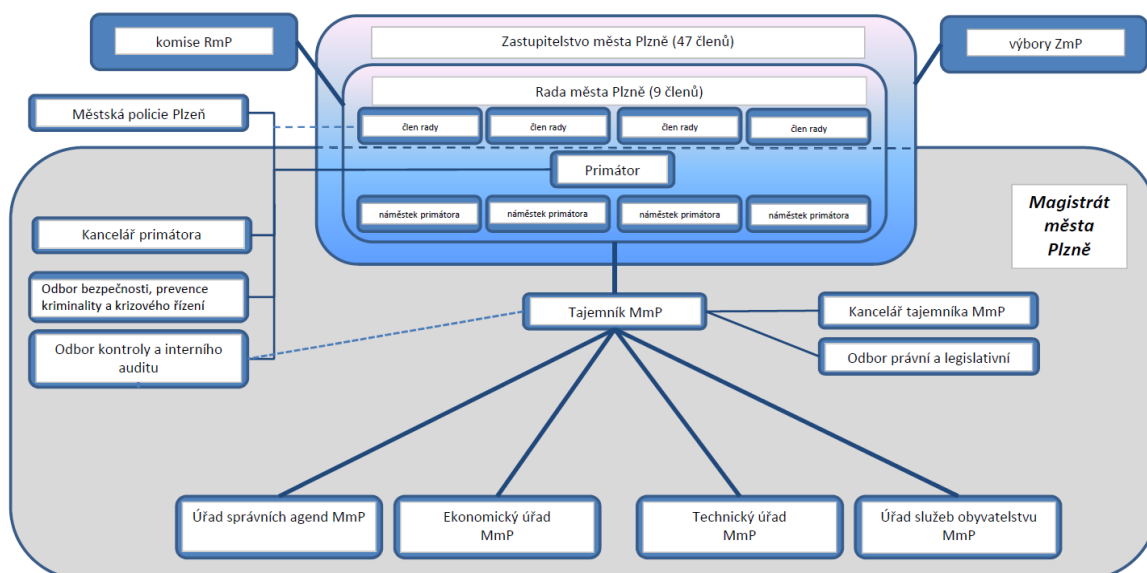 komise RmP
Zastupitelstvo města Plzně (47 členů)
výbory ZmP
Rada města Plzně (9 členů)
Městská policie Plzeň
člen rady
člen rady
člen rady
člen rady
Primátor
Magistrát
města
Plzně
náměstek primátora
náměstek primátora
náměstek primátora
náměstek primátora
Kancelář primátora
Odbor bezpečnosti, prevence
kriminality a krizového řízení
Tajemník MmP
Kancelář tajemníka MmP
Odbor kontroly a interního
auditu
Odbor právní a legislativní
Úřad správních agend MmP
Ekonomický úřad
MmP
Technický úřad
MmP
Úřad služeb obyvatelstvu
MmP